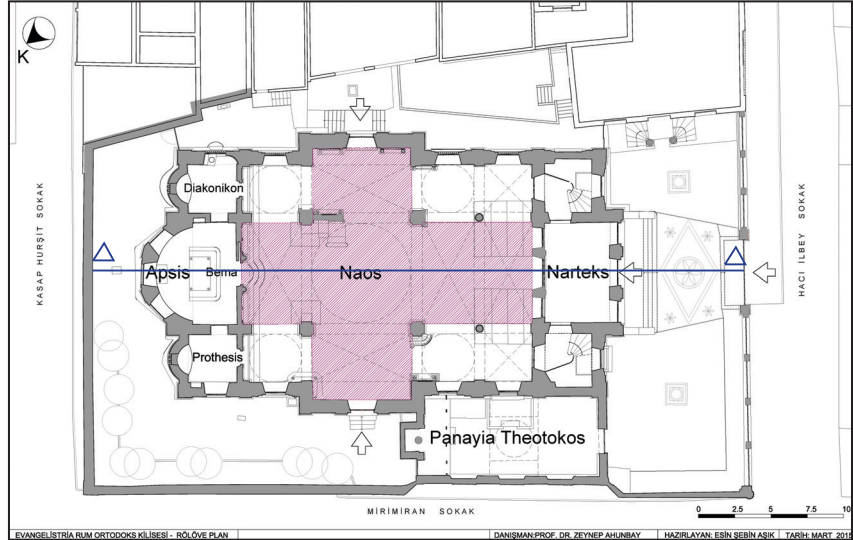 K
KASAP HURŞİT SOKAK
Diakonikon
Apsis
Bema
Naos
Narteks
HACI İLBEY SOKAK
Prothesis
Panayia Theotokos
MİRİMİRAN SOKAK
0 2.5 5 7.5 10
EVANGELİSTRİA RUM ORTODOKS KİLİSESİ - RÖLÖVE PLAN
DANIŞMAN:PROF. DR. ZEYNEP AHUNBAY
HAZIRLAYAN: ESİN ŞEBİN AŞIK
TARİH: MART 2015